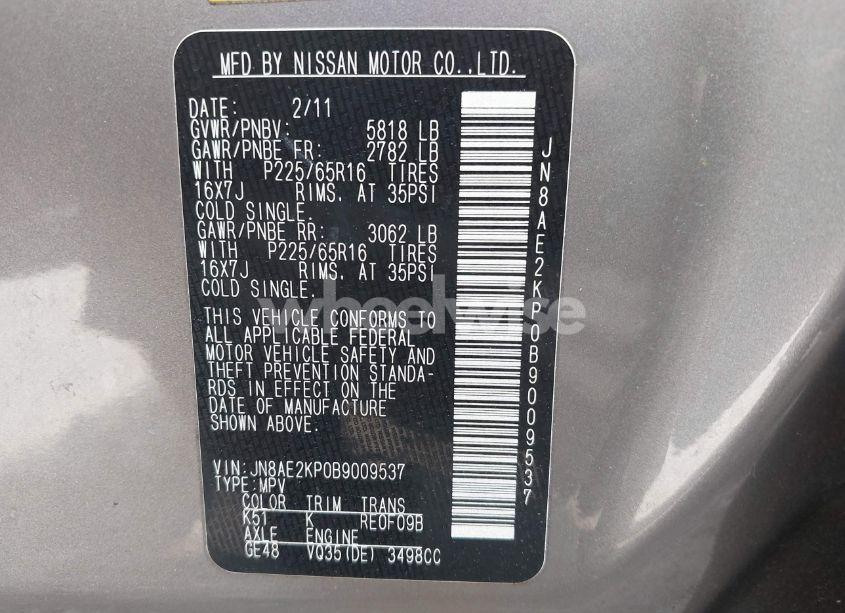 MFD BY NISSAN MOTOR CO.,LTD.
DATE: 2/11
GVWR/PNBV: 5818 LB
GAWR/PNBE FR: 2782 LB
WITH P225/65R16 TIRES
16X7J RIMS, AT 35PSI
COLD SINGLE.
GAWR/PNBE RR: 3062 LB
WITH P225/65R16 TIRES
16X7J RIMS, AT 35PSI
COLD SINGLE.
THIS VEHICLE CONFORMS TO
ALL APPLICABLE FEDERAL
MOTOR VEHICLE SAFETY AND
THEFT PREVENTION STANDA-
RDS IN EFFECT ON THE
DATE OF MANUFACTURE
SHOWN ABOVE.
VIN:JN8AE2KP0B9009537
TYPE:MPV
COLOR TRIM TRANS
K51 K RE0F09B
AXLE ENGINE
GE48 VQ35(DE) 3498CC
JN8AE2KP0B9009537
wheelwise